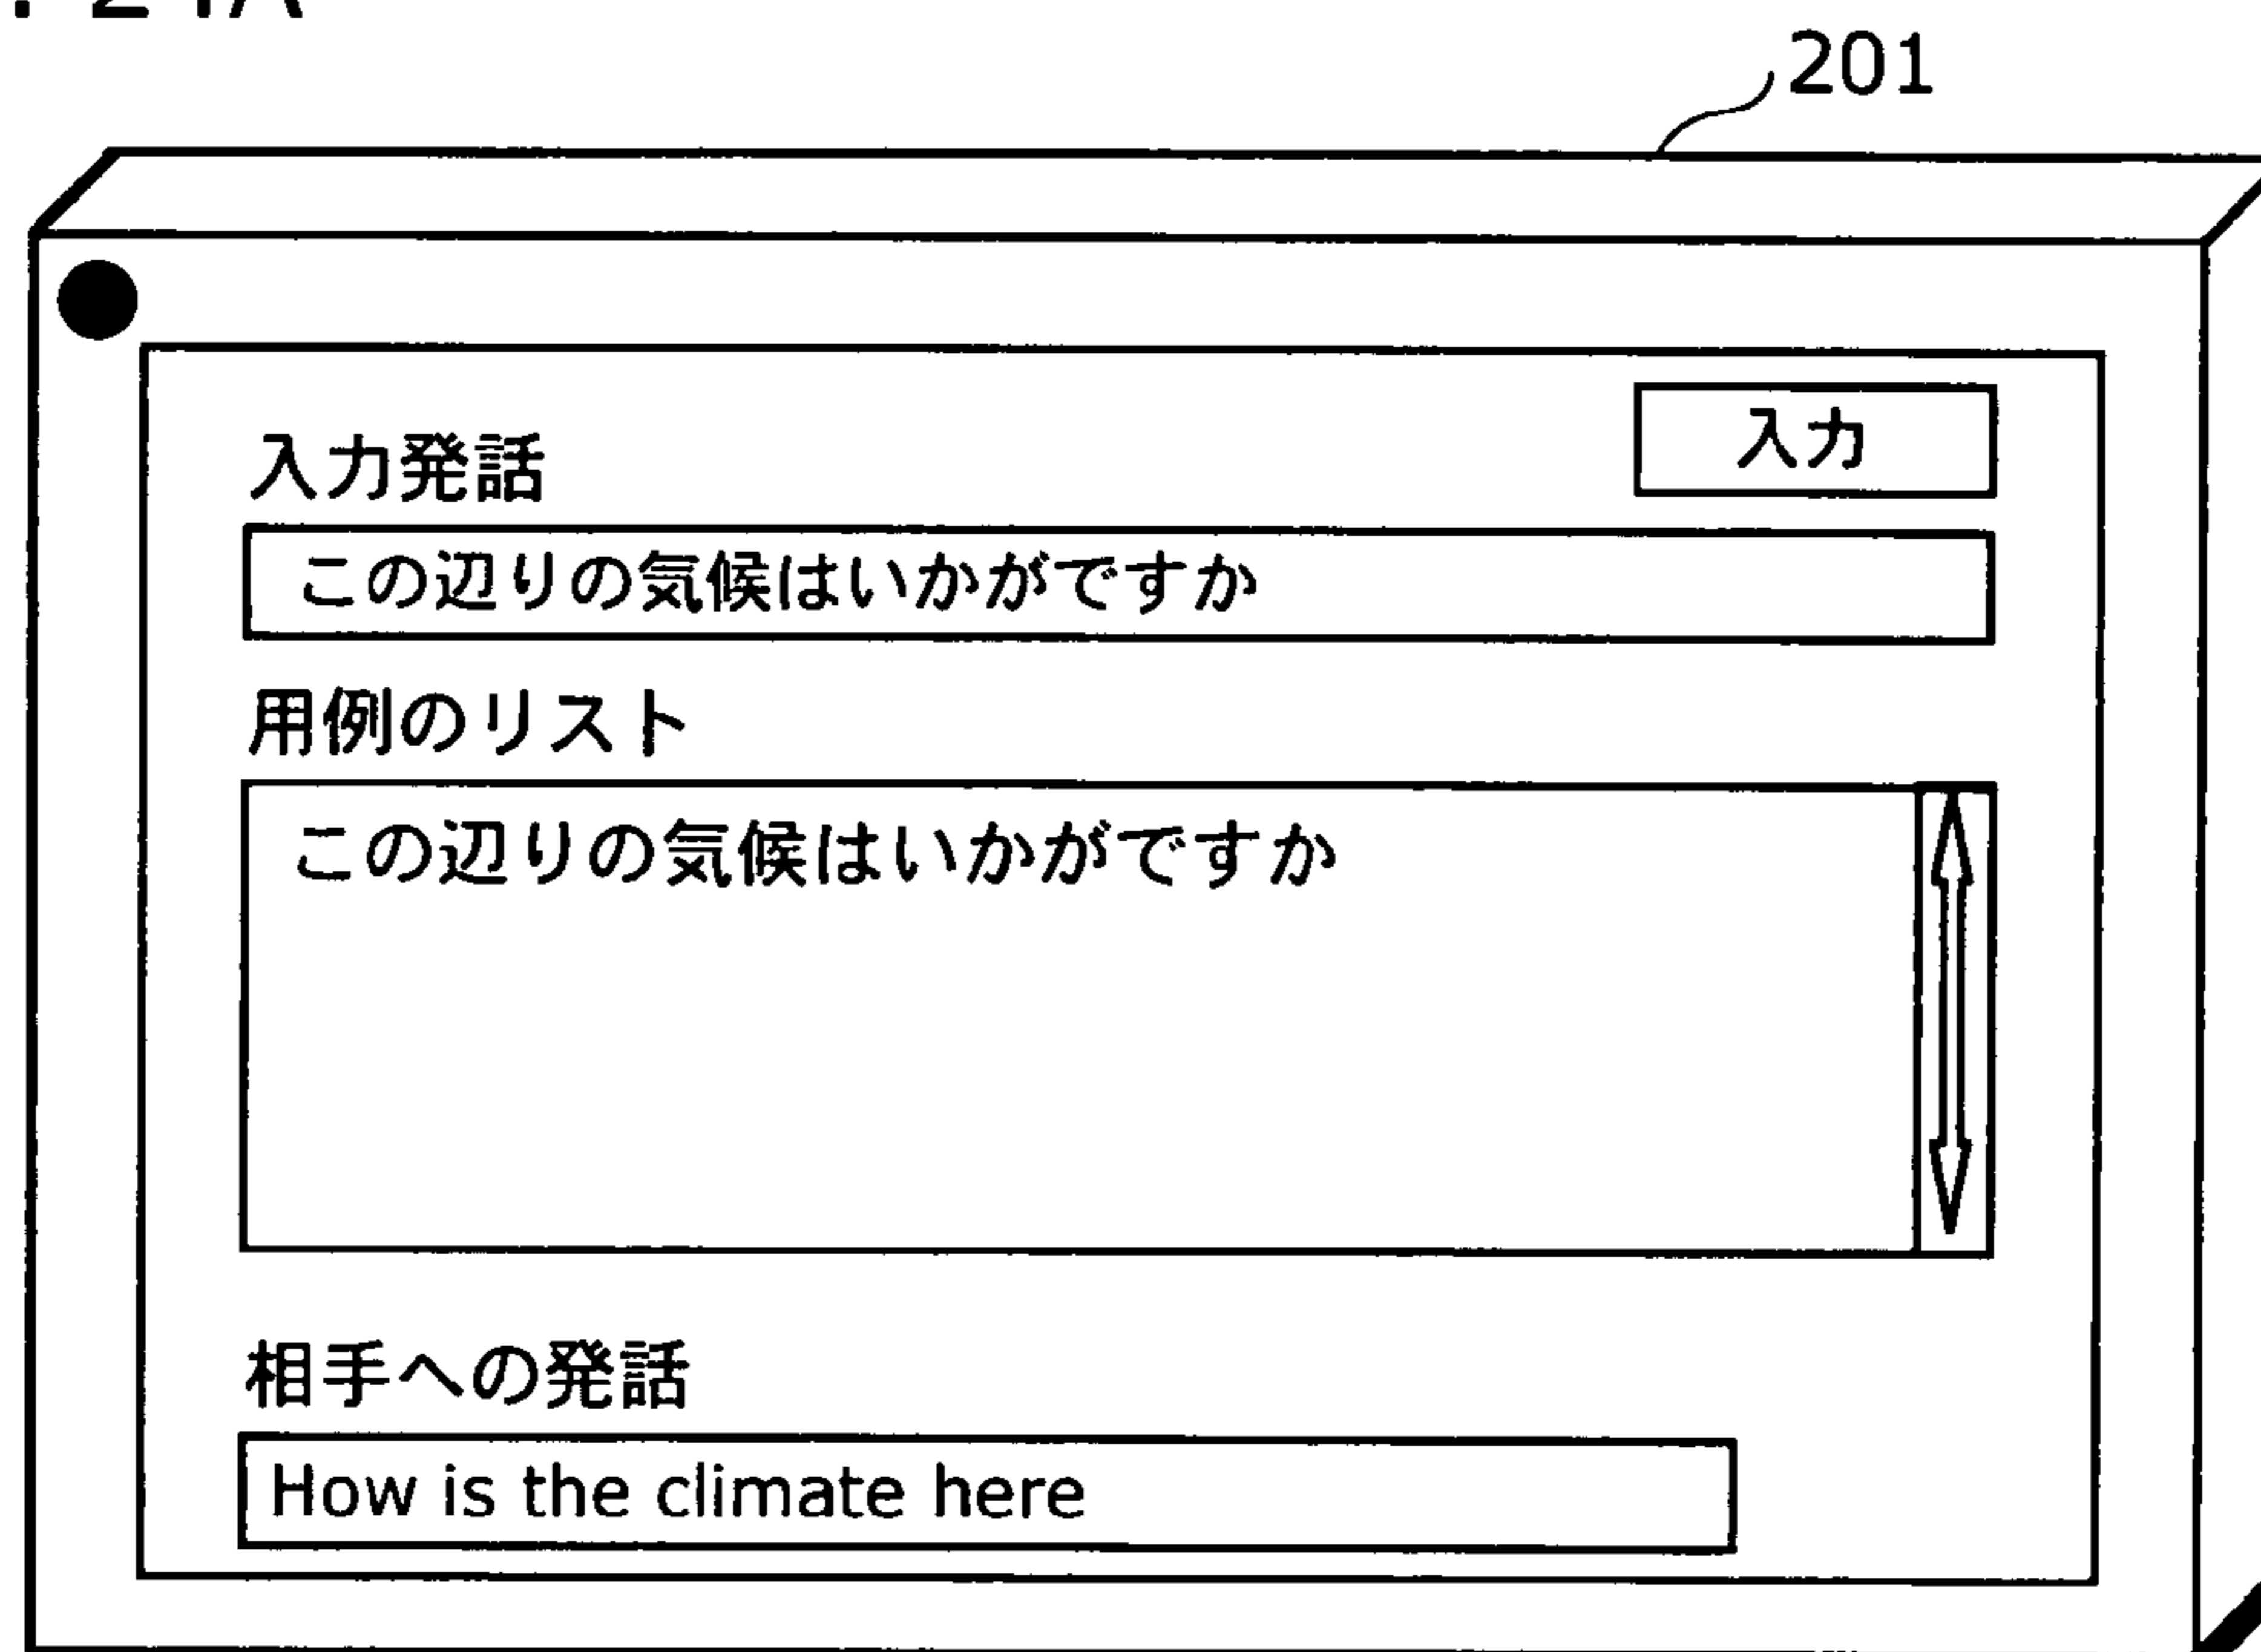 201
入力
入力発話
この辺りの気候はいかがですか
用例のリスト
この辺りの気候はいかがですか
相手への発話
How is the climate here